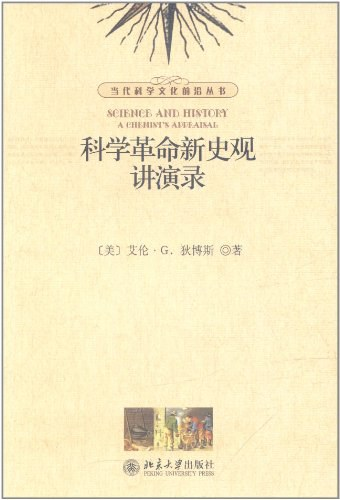 当代科学文化前沿丛书
SCIENCE AND HISTORY
A CHEMIST'S APPRAISAL
科学革命新史观
讲演录
〔美〕艾伦·G. 狄博斯 ◎著
北京大学出版社
PEKING UNIVERSITY PRESS